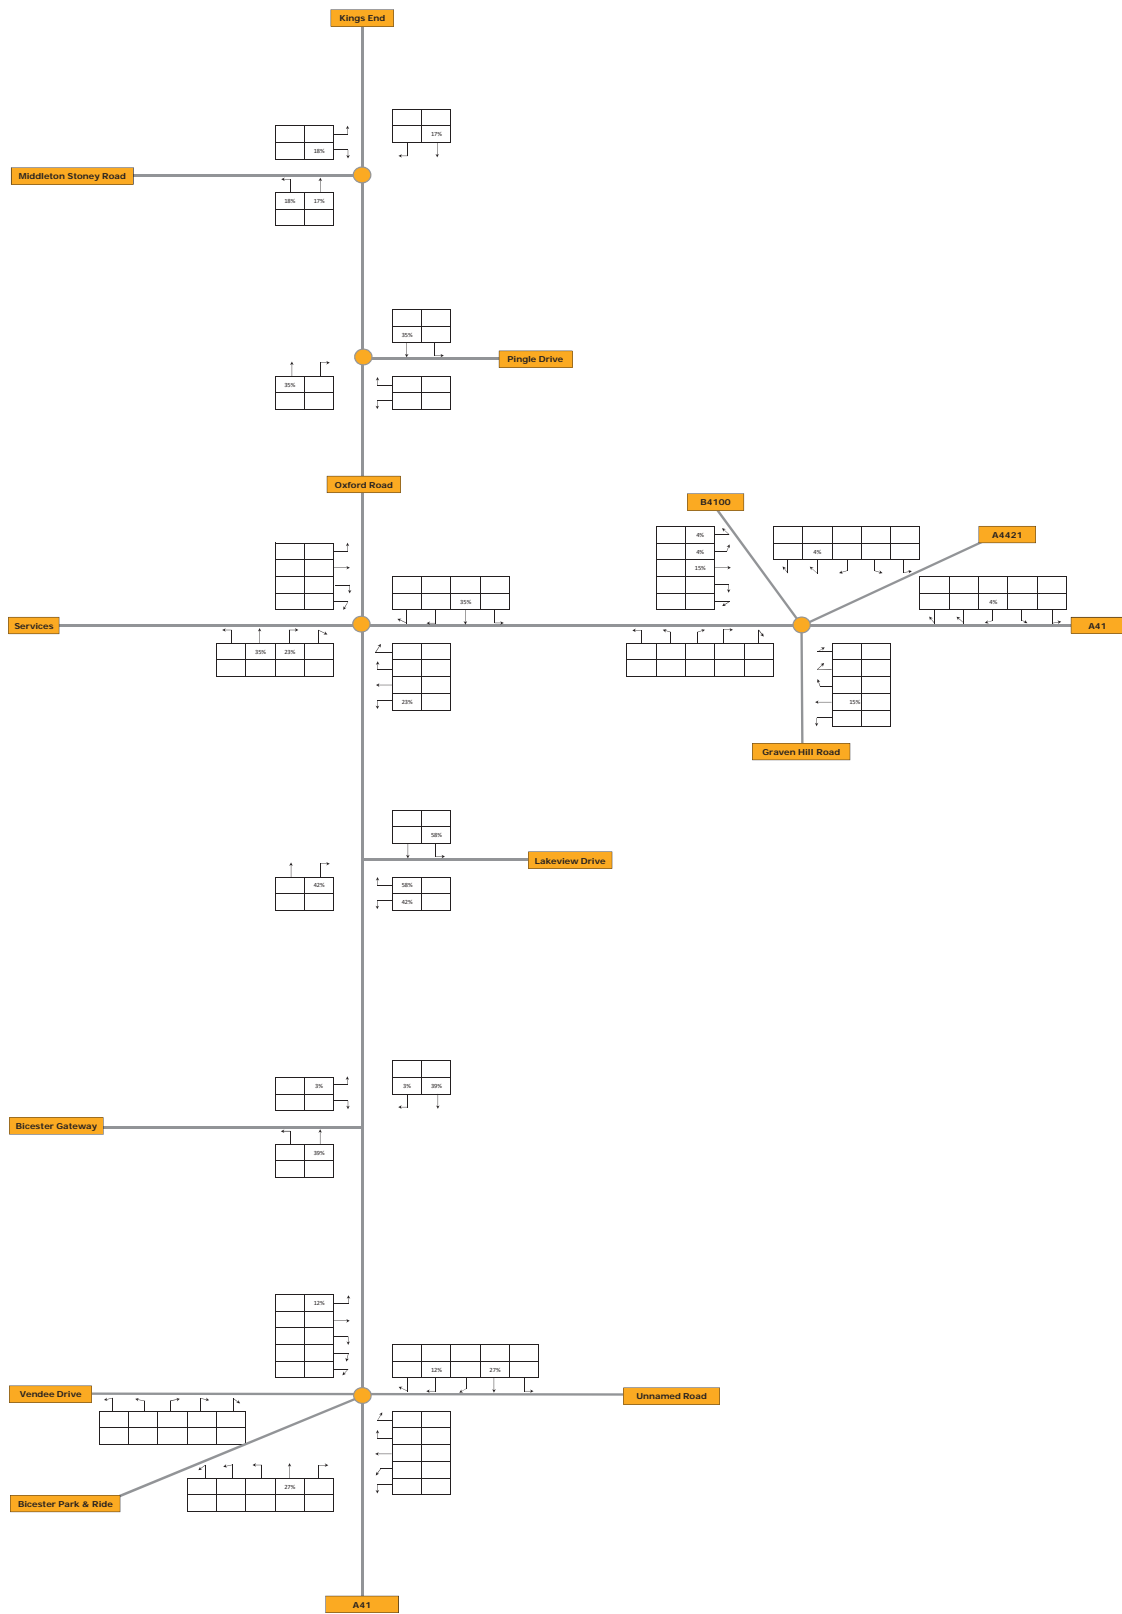 Kings End
17%
18%
Middleton Stoney Road
18% 17%
35%
Pingle Drive
35%
Oxford Road
B4100
4%
A4421
4% 4%
15%
35% 4%
Services
A41
35% 23%
23% 15%
Graven Hill Road
58%
Lakeview Drive
42% 58%
42%
3% 3% 39%
Bicester Gateway
39%
12%
12% 27%
Vendee Drive
Unnamed Road
27%
Bicester Park & Ride
A41